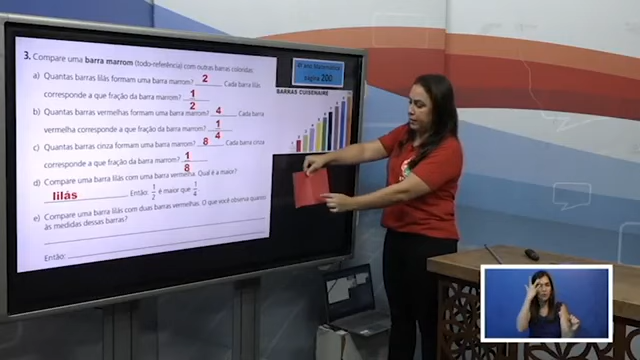 3. Compare uma barra marrom (todo-referência) com outras barras coloridas.
a) Quantas barras lilás formam uma barra marrom? 2 Cada barra lilás
corresponde a que fração da barra marrom? 1/2
b) Quantas barras vermelhas formam uma barra marrom? 4 Cada barra
vermelha corresponde a que fração da barra marrom? 1/4
c) Quantas barras cinza formam uma barra marrom? 8 Cada barra cinza
corresponde a que fração da barra marrom? 1/8
d) Compare uma barra lilás com uma barra vermelha. Qual é a maior?
lilás Então: 1/2 é maior que 1/4.
e) Compare uma barra lilás com duas barras vermelhas. O que você observa quanto
às medidas dessas barras?
Então:
4º ano Matemática
página 200
BARRAS CUISENAIRE